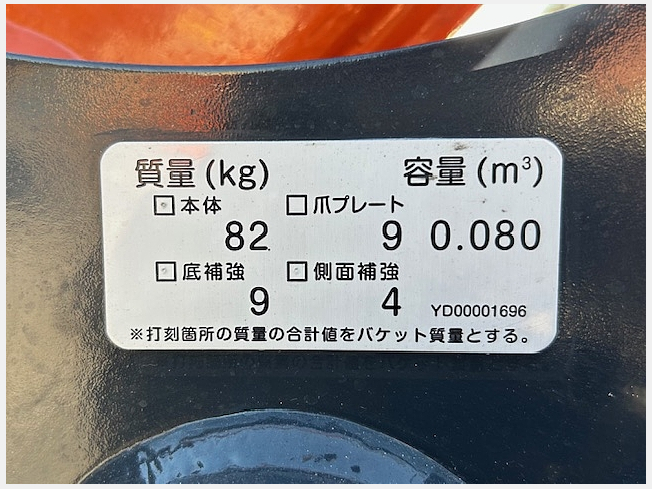 質量(kg) 容量(m³)
□本体 □爪プレート
82 9 0.080
□底補強 □側面補強
9 4 YD00001696
※打刻箇所の質量の合計値をバケット質量とする。